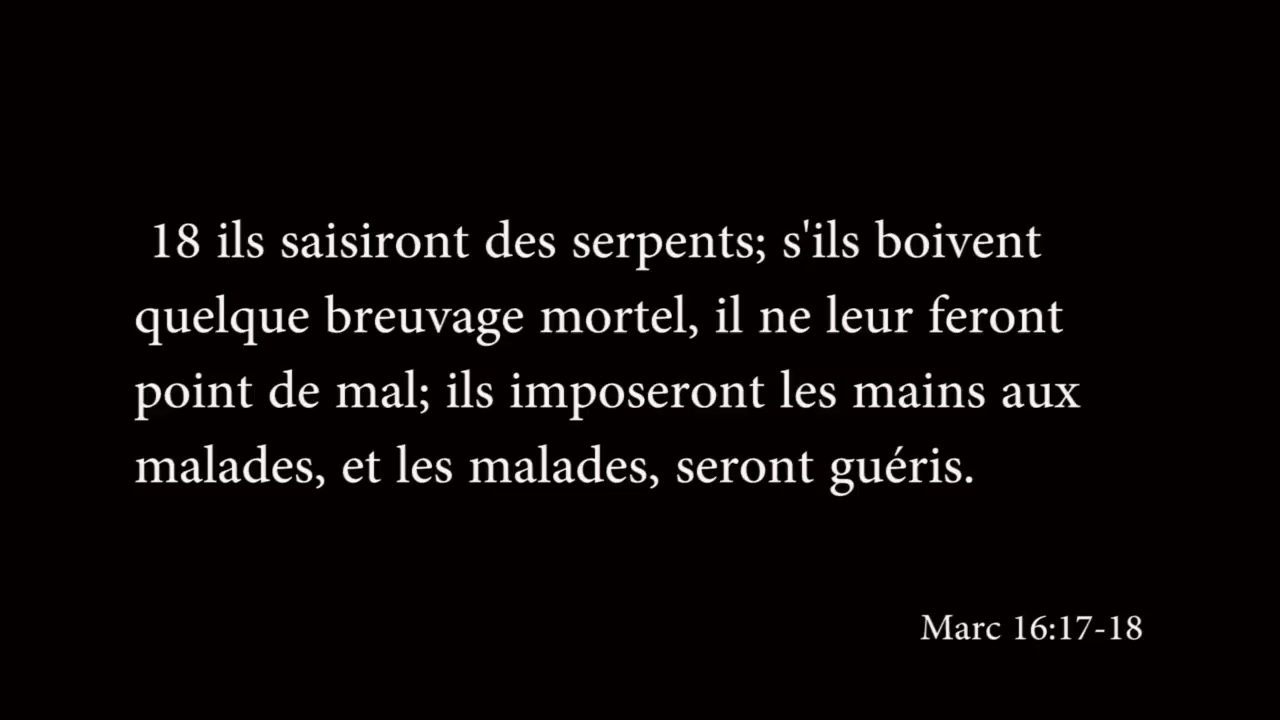 18 ils saisiront des serpents; s'ils boivent
quelque breuvage mortel, il ne leur feront
point de mal; ils imposeront les mains aux
malades, et les malades, seront guéris.
Marc 16:17-18